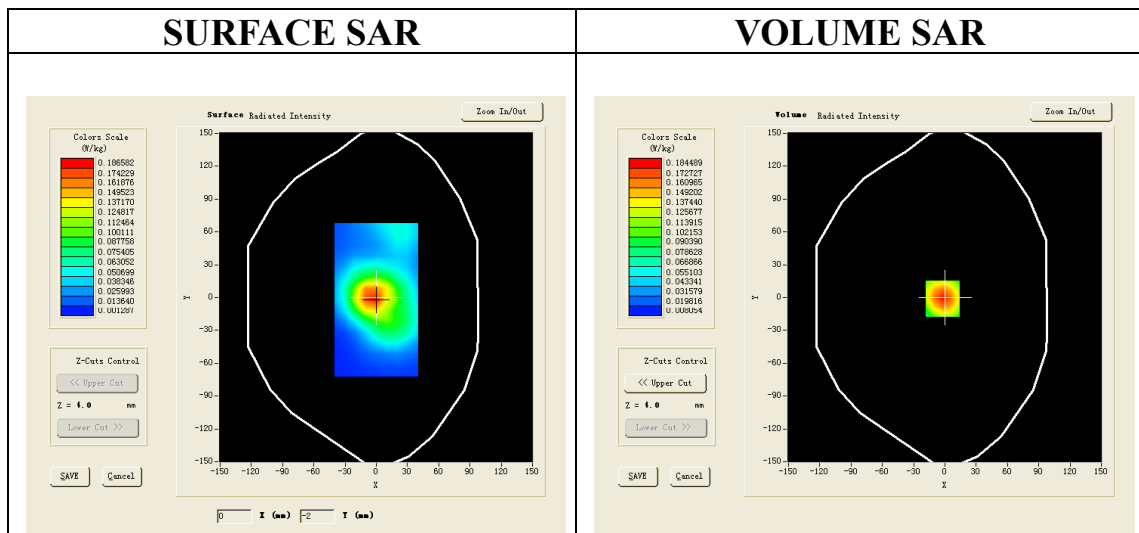 SURFACE SAR
VOLUME SAR
Surface Radiated Intensity
Zoom In/Out
Colors Scale
(W/kg)
0.186582
0.174229
0.161876
0.149523
0.137170
0.124817
0.112464
0.100111
0.087758
0.075405
0.063052
0.050699
0.038346
0.025993
0.013640
0.001287
150
120
90
60
30
0
-30
-60
-90
-120
-150
Y
-150 -120 -90 -60 -30 0 30 60 90 120 150
X
Z-Cuts Control
<< Upper Cut
Z = 4.0 mm
Lower Cut >>
SAVE Cancel
0 X (mm) -2 Y (mm)
Volume Radiated Intensity
Zoom In/Out
Colors Scale
(W/kg)
0.184489
0.172727
0.160965
0.149202
0.137440
0.125677
0.113915
0.102153
0.090390
0.078628
0.066866
0.055103
0.043341
0.031579
0.019816
0.008054
150
120
90
60
30
0
-30
-60
-90
-120
-150
Y
-150 -120 -90 -60 -30 0 30 60 90 120 150
X
Z-Cuts Control
<< Upper Cut
Z = 4.0 mm
Lower Cut >>
SAVE Cancel